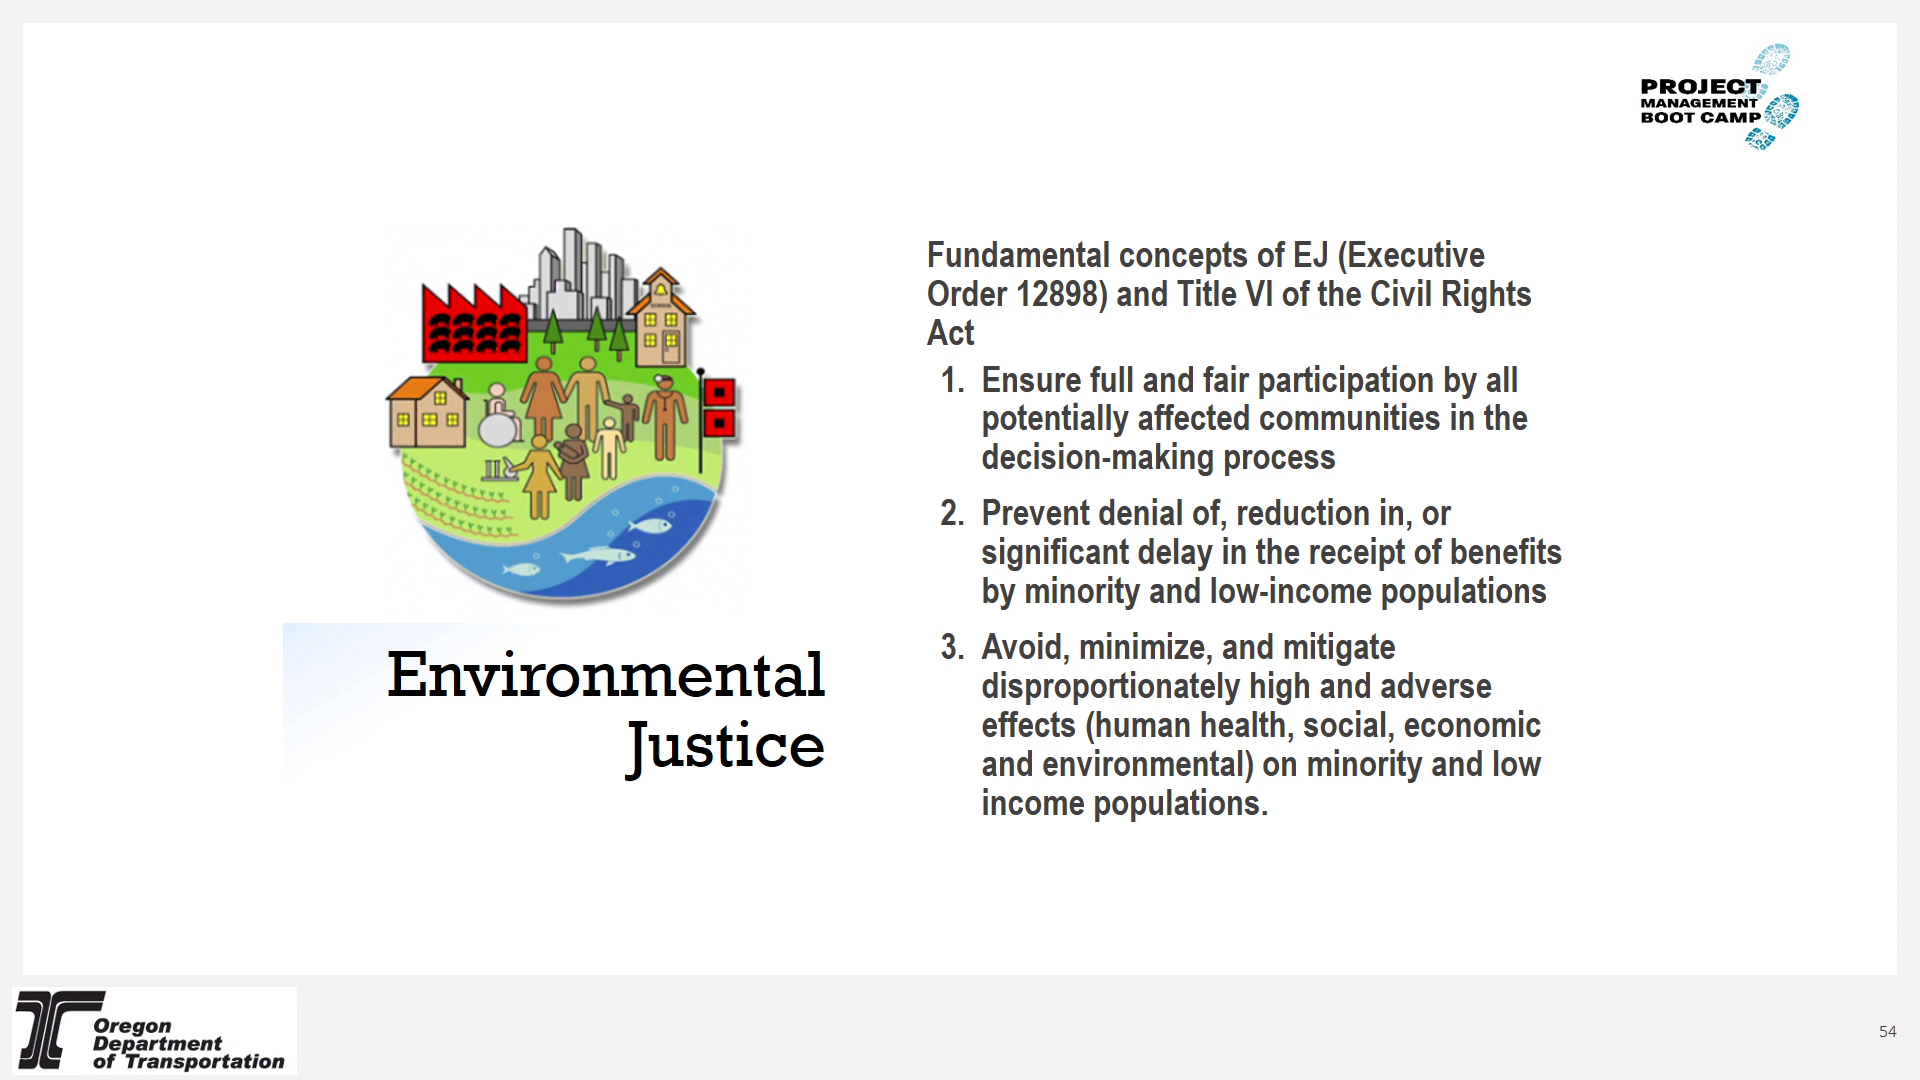 PROJECT
MANAGEMENT
BOOT CAMP
Fundamental concepts of EJ (Executive
Order 12898) and Title VI of the Civil Rights
Act
1. Ensure full and fair participation by all
potentially affected communities in the
decision-making process
2. Prevent denial of, reduction in, or
significant delay in the receipt of benefits
by minority and low-income populations
3. Avoid, minimize, and mitigate
disproportionately high and adverse
effects (human health, social, economic
and environmental) on minority and low
income populations.
Environmental
Justice
Oregon
Department
of Transportation
54